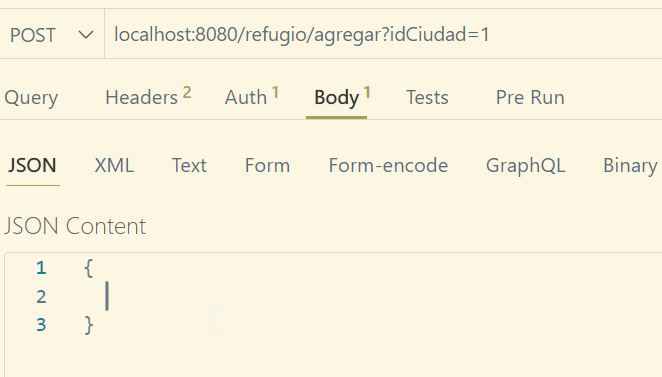 POST localhost:8080/refugio/agregar?idCiudad=1
Query Headers 2 Auth 1 Body 1 Tests Pre Run
JSON XML Text Form Form-encode GraphQL Binary
JSON Content
1 {
2
3 }